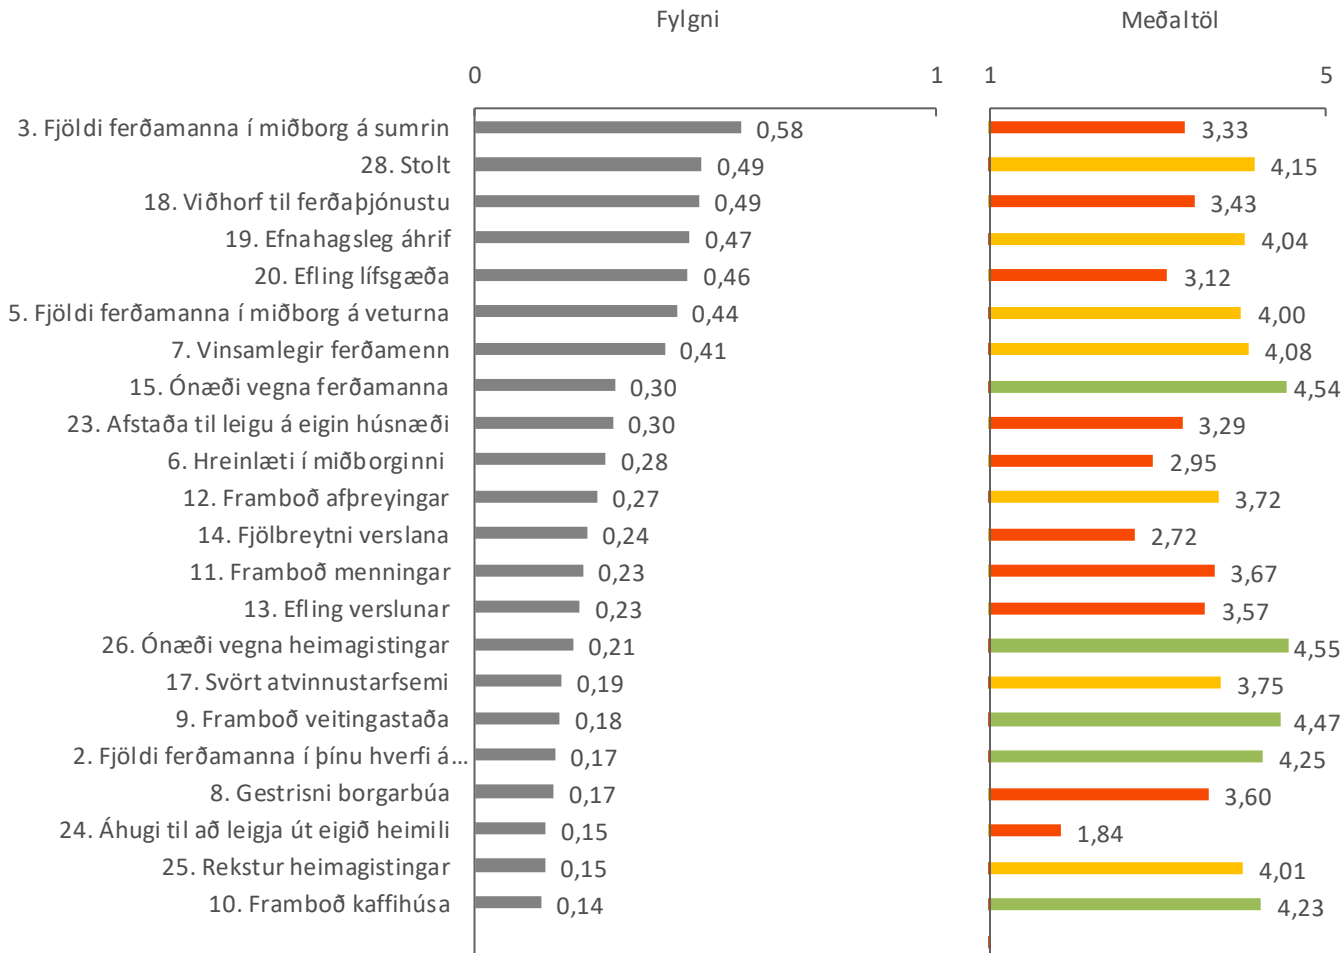 Fylgni Meðaltöl
0 1 1 5
3. Fjöldi ferðamanna í miðborg á sumrin 0,58 3,33
28. Stolt 0,49 4,15
18. Viðhorf til ferðaþjónustu 0,49 3,43
19. Efnahagsleg áhrif 0,47 4,04
20. Efling lífsgæða 0,46 3,12
5. Fjöldi ferðamanna í miðborg á veturna 0,44 4,00
7. Vinsamlegir ferðamenn 0,41 4,08
15. Ónæði vegna ferðamanna 0,30 4,54
23. Afstaða til leigu á eigin húsnæði 0,30 3,29
6. Hreinlæti í miðborginni 0,28 2,95
12. Framboð afþreyingar 0,27 3,72
14. Fjölbreytni verslana 0,24 2,72
11. Framboð menningar 0,23 3,67
13. Efling verslunar 0,23 3,57
26. Ónæði vegna heimagistingar 0,21 4,55
17. Svört atvinnustarfsemi 0,19 3,75
9. Framboð veitingastaða 0,18 4,47
2. Fjöldi ferðamanna í þínu hverfi á... 0,17 4,25
8. Gestrisni borgarbúa 0,17 3,60
24. Áhugi til að leigja út eigið heimili 0,15 1,84
25. Rekstur heimagistingar 0,15 4,01
10. Framboð kaffihúsa 0,14 4,23